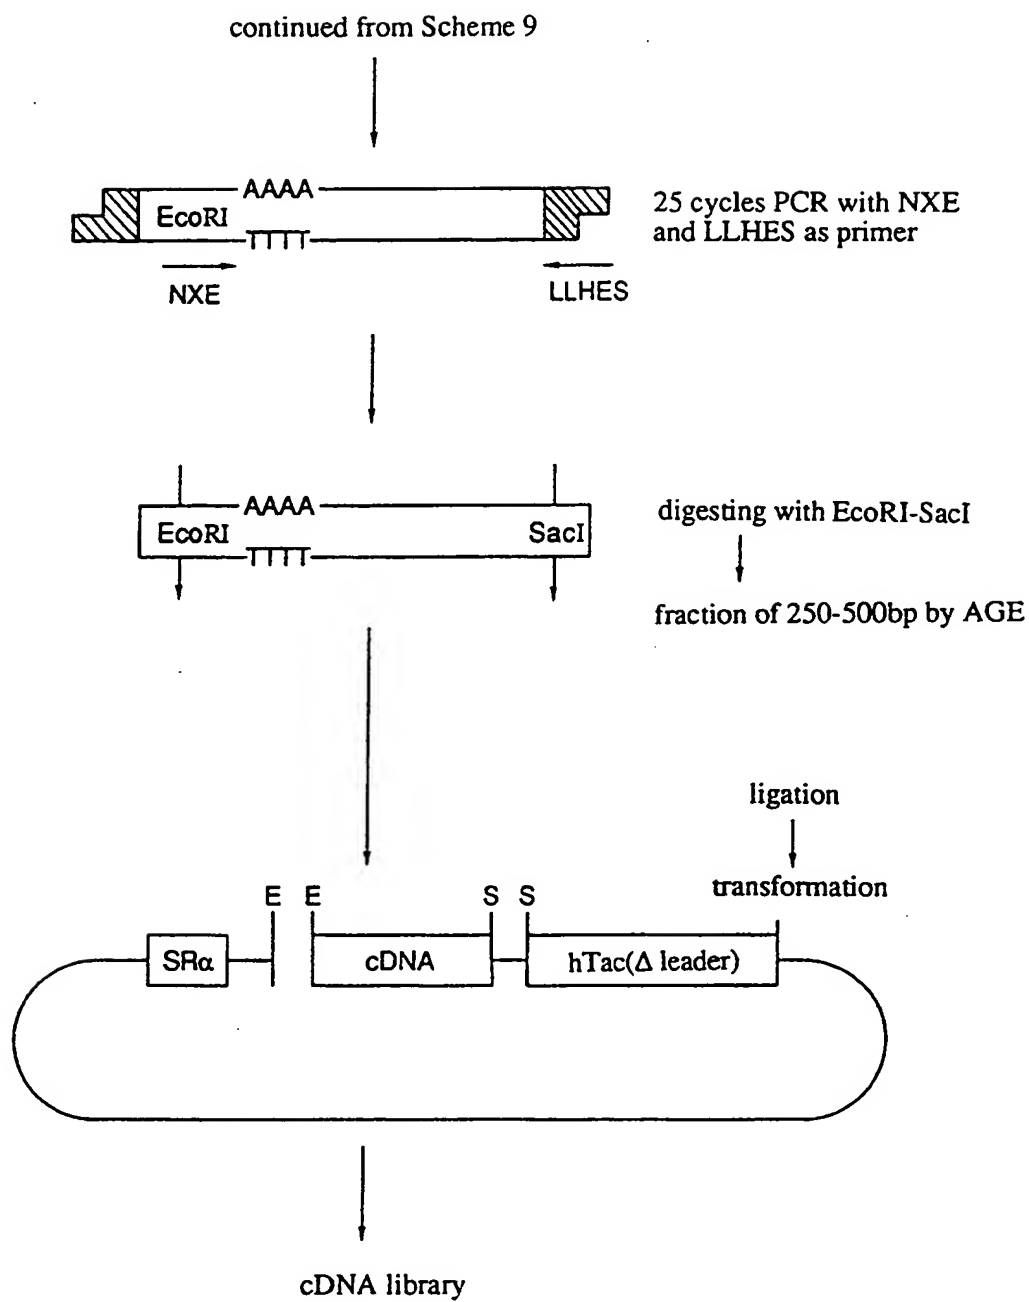 continued from Scheme 9
AAAA
EcoRI
TTTT
NXE
LLHES
25 cycles PCR with NXE
and LLHES as primer
AAAA
EcoRI
SacI
TTTT
digesting with EcoRI-SacI
fraction of 250-500bp by AGE
ligation
transformation
E E S S
SRα
cDNA
hTac(Δ leader)
cDNA library